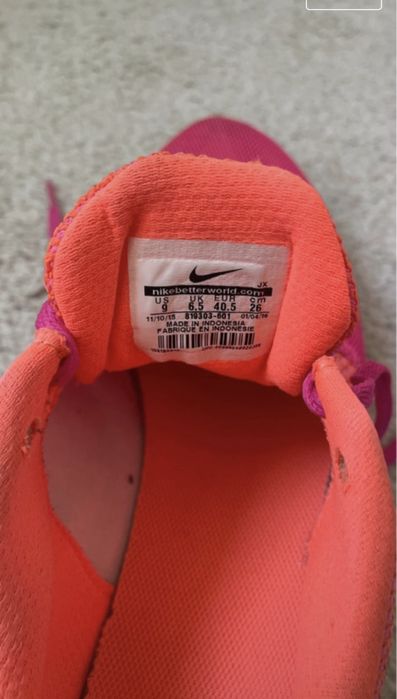 JX
nikebetterworld.com
US UK EUR cm
9 6.5 40.5 26
11/10/15 819303-601 01/04/16
MADE IN INDONESIA
FABRIQUE EN INDONESIE